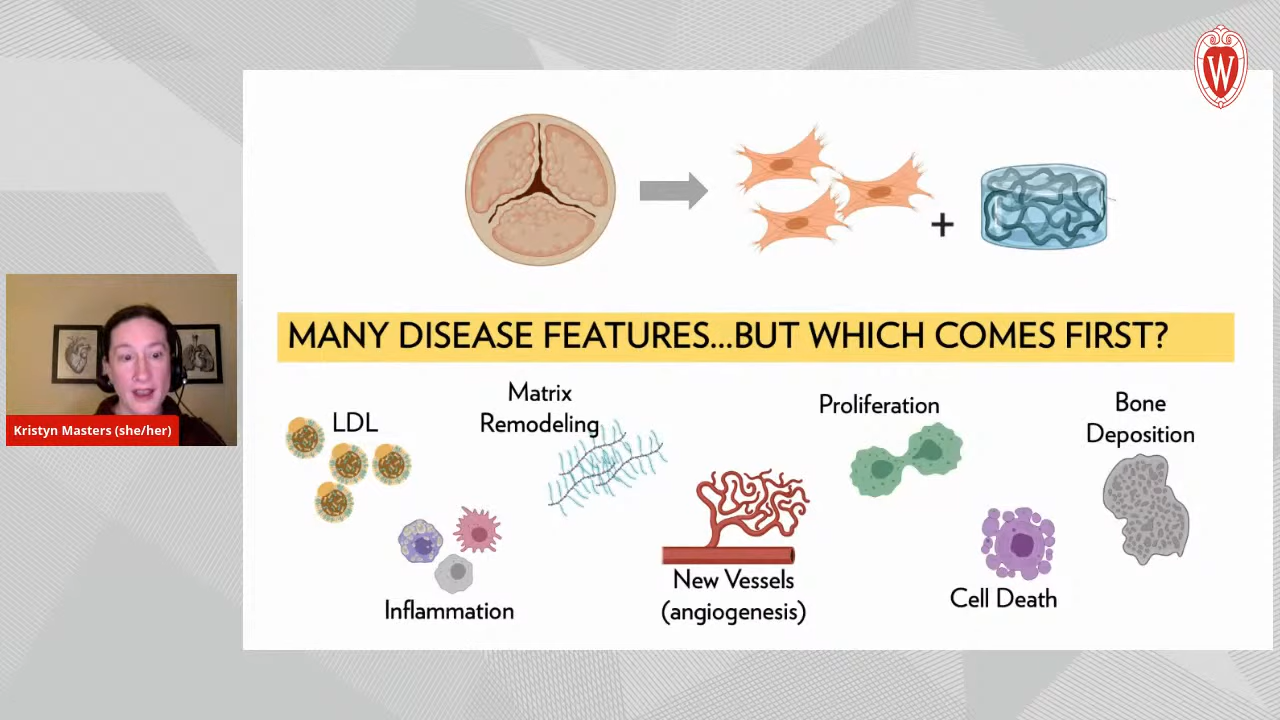 W
+
MANY DISEASE FEATURES...BUT WHICH COMES FIRST?
LDL
Matrix
Remodeling
Proliferation
Bone
Deposition
Inflammation
New Vessels
(angiogenesis)
Cell Death
Kristyn Masters (she/her)